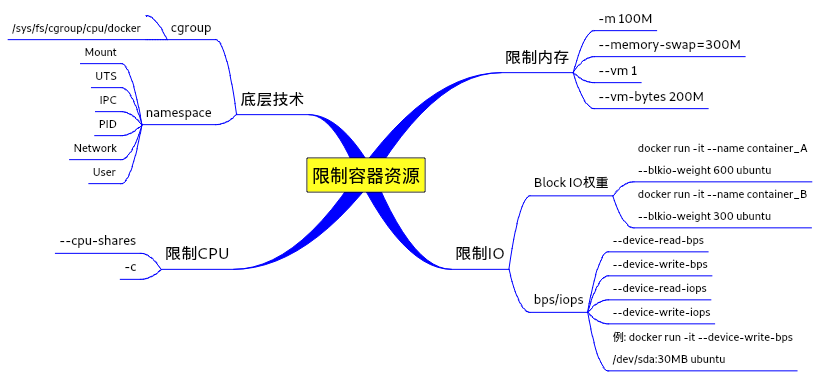 限制容器资源
底层技术
cgroup
/sys/fs/cgroup/cpu/docker
namespace
Mount
UTS
IPC
PID
Network
User
限制CPU
--cpu-shares
-c
限制内存
-m 100M
--memory-swap=300M
--vm 1
--vm-bytes 200M
限制IO
Block IO权重
docker run -it --name container_A
--blkio-weight 600 ubuntu
docker run -it --name container_B
--blkio-weight 300 ubuntu
bps/iops
--device-read-bps
--device-write-bps
--device-read-iops
--device-write-iops
例: docker run -it --device-write-bps
/dev/sda:30MB ubuntu